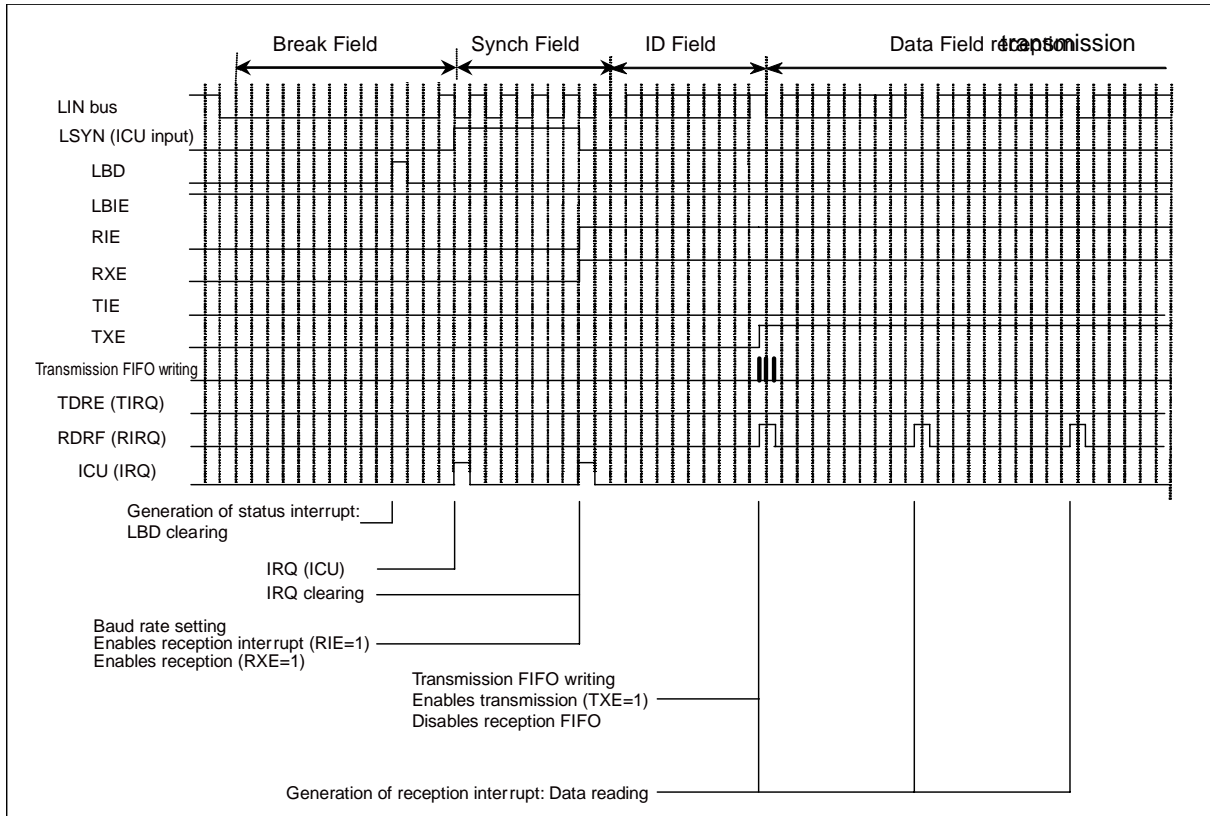 Break Field
Synch Field
ID Field
Data Field reception
transmission
LIN bus
LSYN (ICU input)
LBD
LBIE
RIE
RXE
TIE
TXE
Transmission FIFO writing
TDRE (TIRQ)
RDRF (RIRQ)
ICU (IRQ)
Generation of status interrupt:
LBD clearing
IRQ (ICU)
IRQ clearing
Baud rate setting
Enables reception interrupt (RIE=1)
Enables reception (RXE=1)
Transmission FIFO writing
Enables transmission (TXE=1)
Disables reception FIFO
Generation of reception interrupt: Data reading